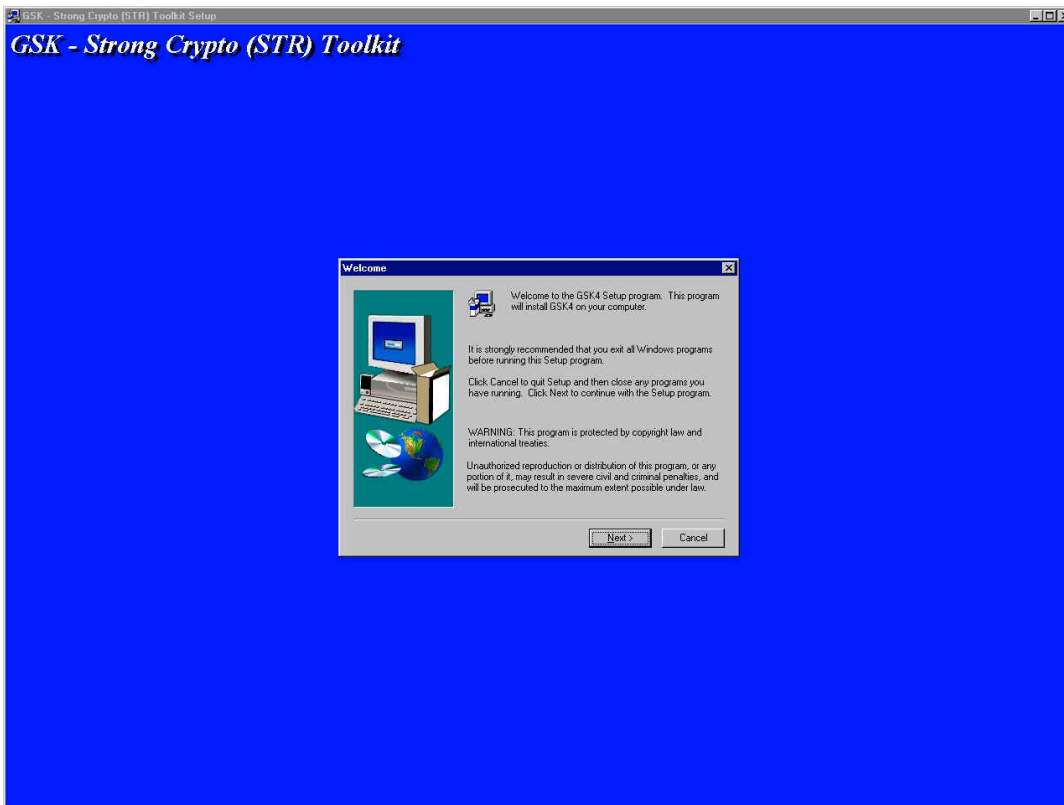 GSK - Strong Crypto (STR) Toolkit Setup
GSK - Strong Crypto (STR) Toolkit
Welcome
Welcome to the GSK4 Setup program.  This program
will install GSK4 on your computer.
It is strongly recommended that you exit all Windows programs
before running this Setup program.
Click Cancel to quit Setup and then close any programs you
have running.  Click Next to continue with the Setup program.
WARNING: This program is protected by copyright law and
international treaties.
Unauthorized reproduction or distribution of this program, or any
portion of it, may result in severe civil and criminal penalties, and
will be prosecuted to the maximum extent possible under law.
Next >
Cancel